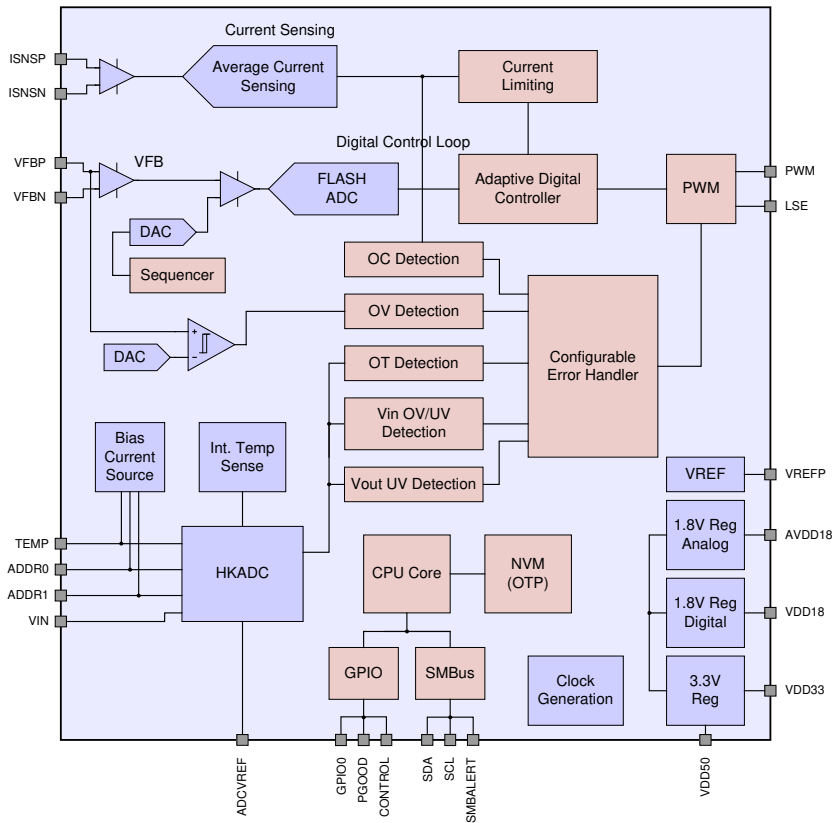 Current Sensing
ISNSP
ISNSN
Average Current
Sensing
Current
Limiting
Digital Control Loop
VFBP
VFBN
VFB
FLASH
ADC
Adaptive Digital
Controller
PWM
PWM
LSE
DAC
Sequencer
OC Detection
OV Detection
+
−
DAC
OT Detection
Configurable
Error Handler
Vin OV/UV
Detection
Vout UV Detection
Bias
Current
Source
Int. Temp
Sense
VREF
VREFP
TEMP
ADDR0
ADDR1
VIN
HKADC
CPU Core
NVM
(OTP)
1.8V Reg
Analog
AVDD18
1.8V Reg
Digital
VDD18
GPIO
SMBus
Clock
Generation
3.3V
Reg
VDD33
ADCVREF
GPIO0
PGOOD
CONTROL
SDA
SCL
SMBALERT
VDD50